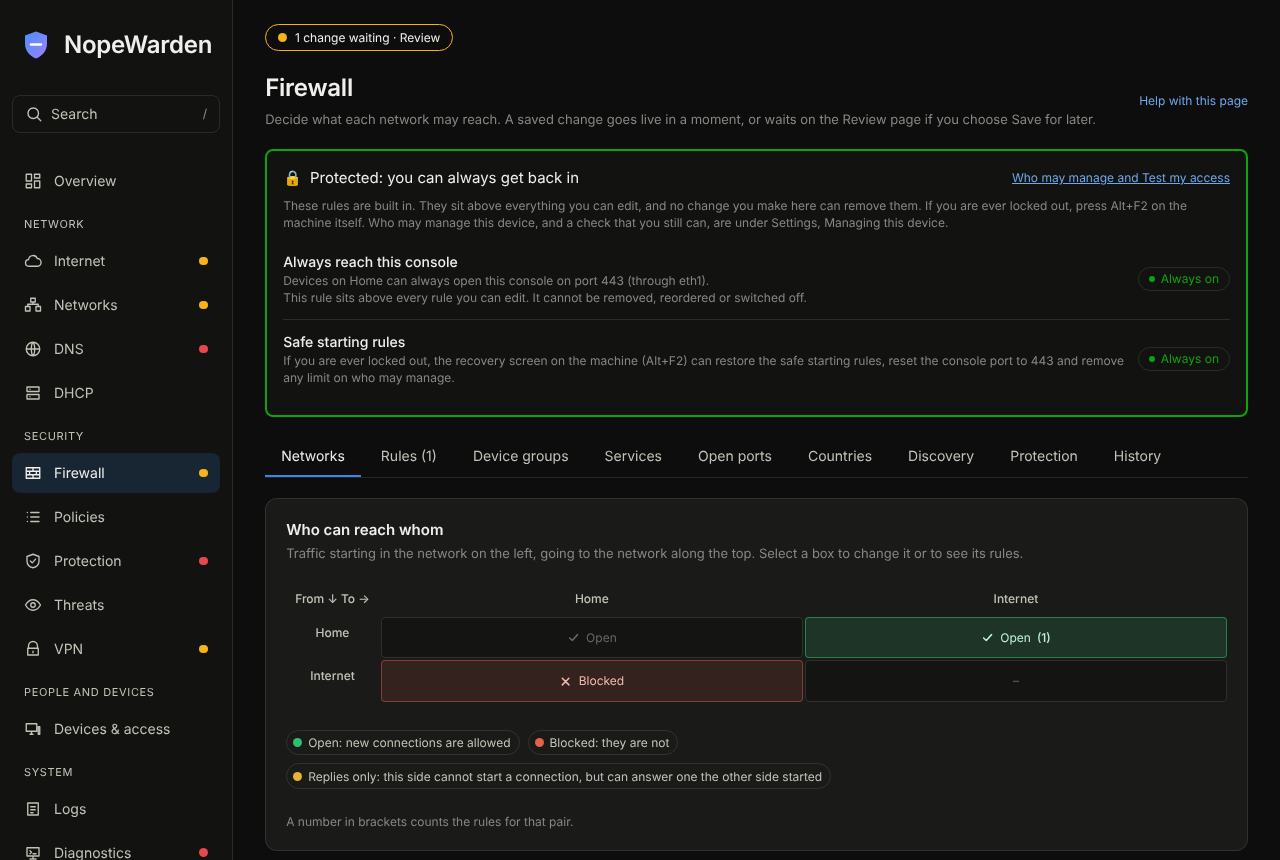 NopeWarden
Search /
Overview
NETWORK
Internet
Networks
DNS
DHCP
SECURITY
Firewall
Policies
Protection
Threats
VPN
PEOPLE AND DEVICES
Devices & access
SYSTEM
Logs
Diagnostics
1 change waiting · Review
Firewall
Help with this page
Decide what each network may reach. A saved change goes live in a moment, or waits on the Review page if you choose Save for later.
Protected: you can always get back in
Who may manage and Test my access
These rules are built in. They sit above everything you can edit, and no change you make here can remove them. If you are ever locked out, press Alt+F2 on the
machine itself. Who may manage this device, and a check that you still can, are under Settings, Managing this device.
Always reach this console
Devices on Home can always open this console on port 443 (through eth1).
This rule sits above every rule you can edit. It cannot be removed, reordered or switched off.
Always on
Safe starting rules
If you are ever locked out, the recovery screen on the machine (Alt+F2) can restore the safe starting rules, reset the console port to 443 and remove
any limit on who may manage.
Always on
Networks Rules (1) Device groups Services Open ports Countries Discovery Protection History
Who can reach whom
Traffic starting in the network on the left, going to the network along the top. Select a box to change it or to see its rules.
From ↓ To → Home Internet
Home ✓ Open ✓ Open (1)
Internet ✕ Blocked –
Open: new connections are allowed
Blocked: they are not
Replies only: this side cannot start a connection, but can answer one the other side started
A number in brackets counts the rules for that pair.